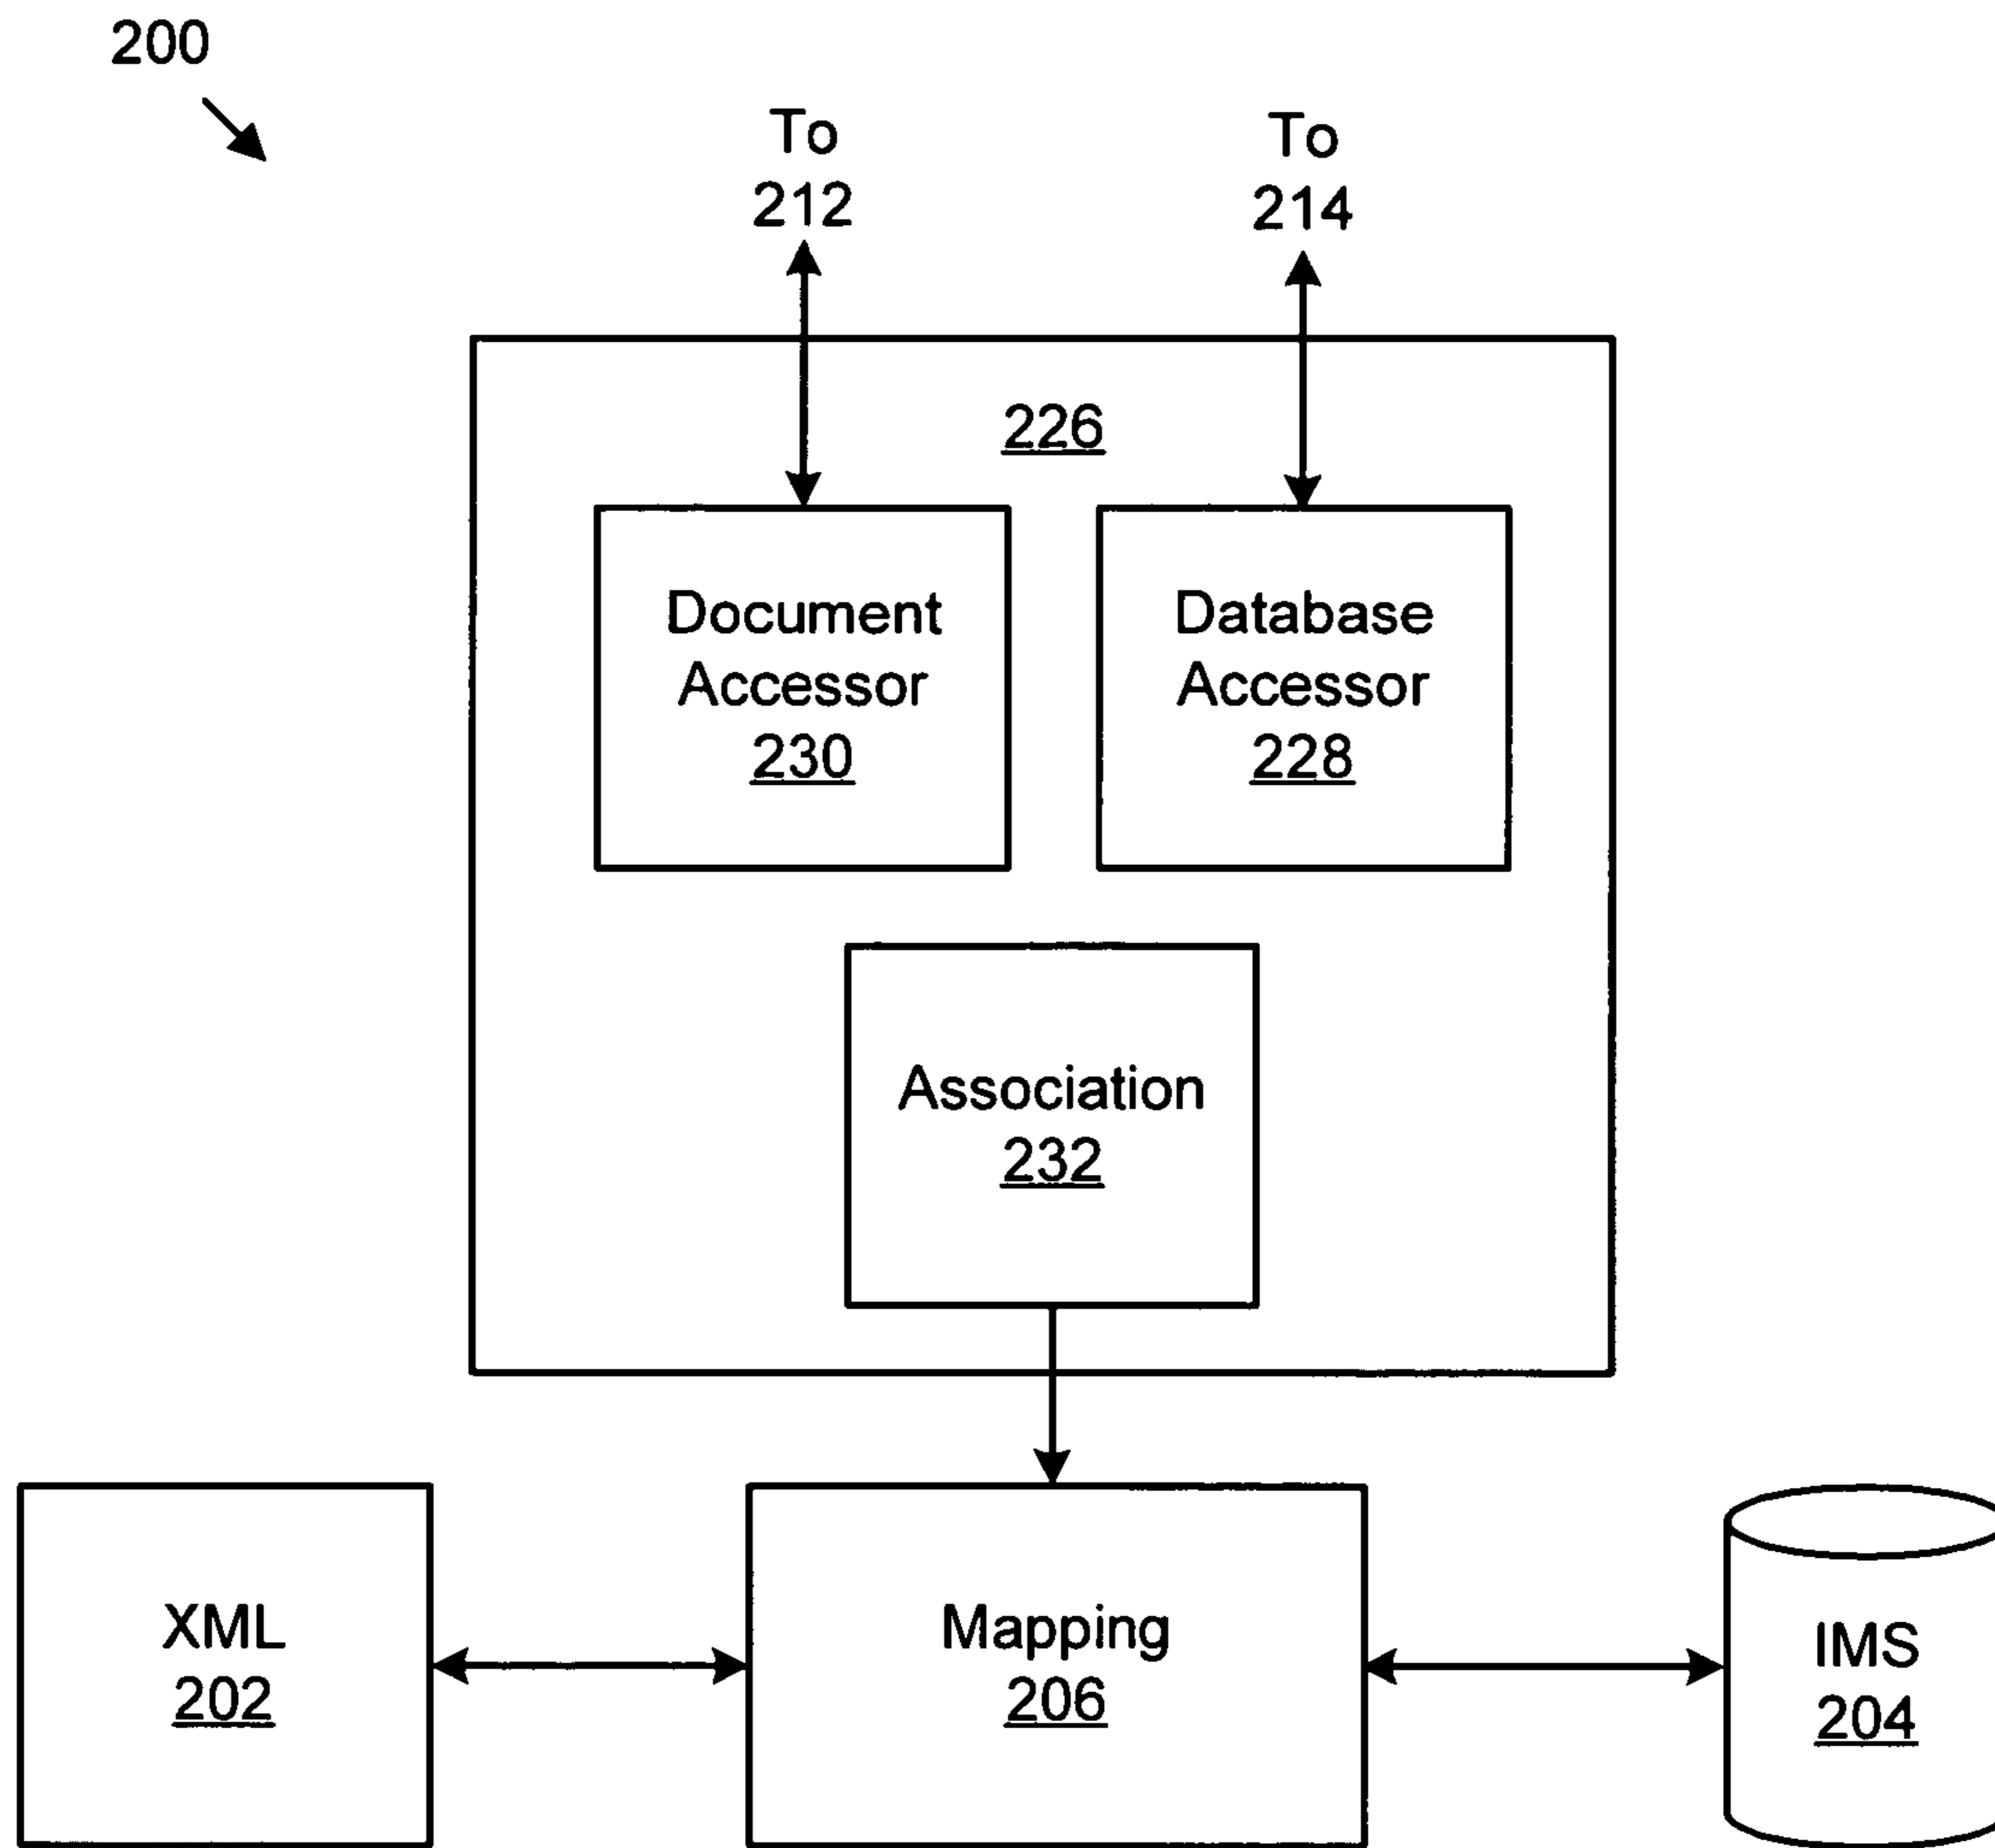 200
To
212
To
214
226
Document
Accessor
230
Database
Accessor
228
Association
232
XML
202
Mapping
206
IMS
204